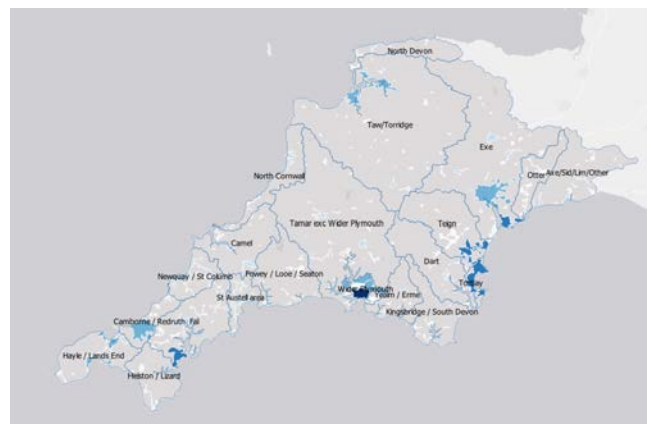 North Devon
Taw/Torridge
Exe
North Cornwall
Otter
Axe/Sid/Lim/Other
Tamar exc Wider Plymouth
Teign
Camel
Dart
Newquay / St Columb
Fowey / Looe / Seaton
Torbay
Wider Plymouth
Yealm / Erme
St Austell area
Kingsbridge / South Devon
Camborne / Redruth
Fal
Hayle / Lands End
Helston / Lizard